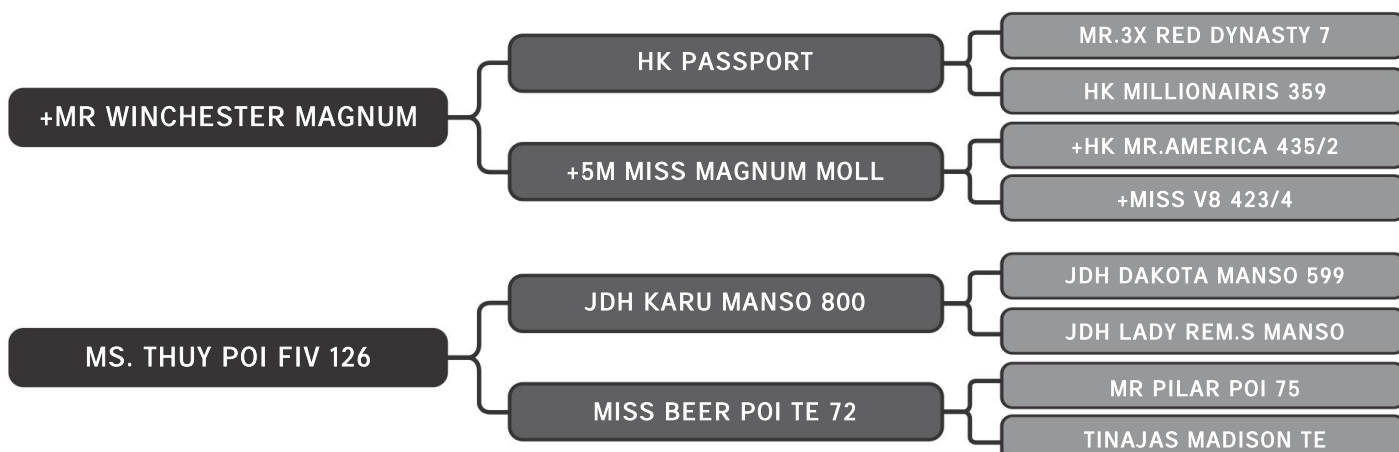 MR.3X RED DYNASTY 7
HK PASSPORT
HK MILLIONAIRIS 359
+MR WINCHESTER MAGNUM
+HK MR.AMERICA 435/2
+5M MISS MAGNUM MOLL
+MISS V8 423/4
JDH DAKOTA MANSO 599
JDH KARU MANSO 800
JDH LADY REM.S MANSO
MS. THUY POI FIV 126
MR PILAR POI 75
MISS BEER POI TE 72
TINAJAS MADISON TE